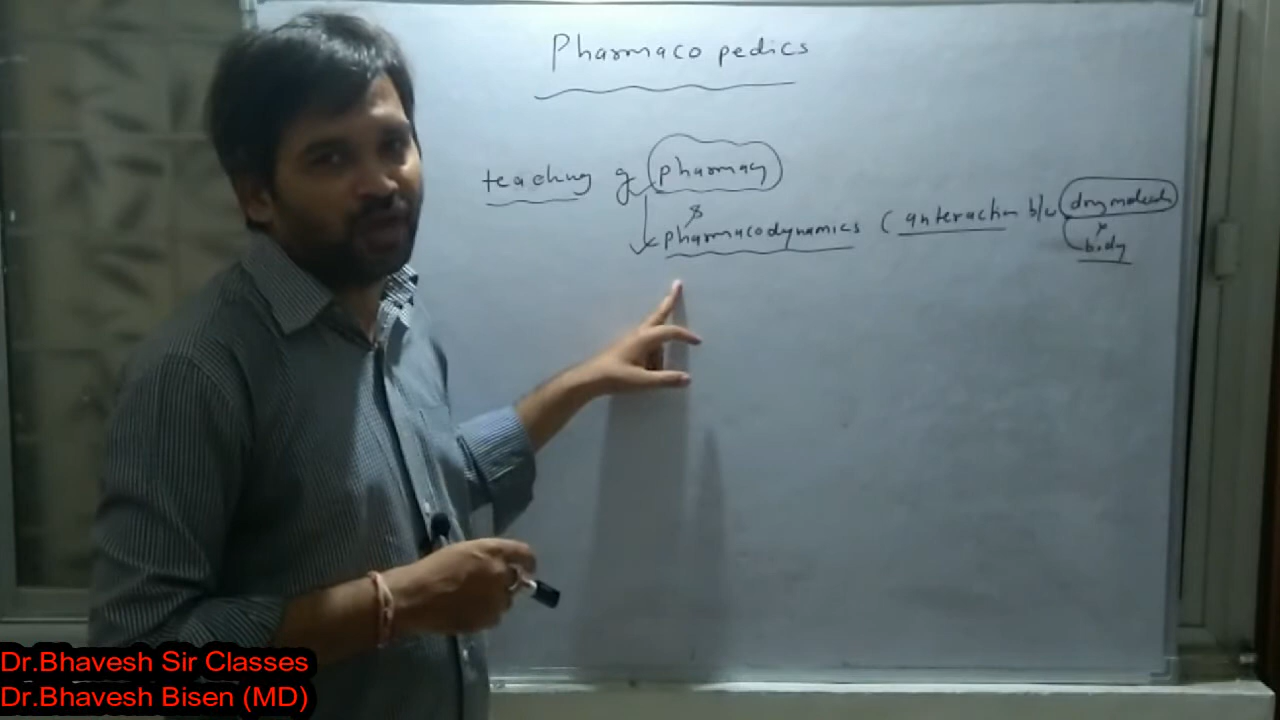 Pharmaco pedics
teaching of pharmacy
&
pharmacodynamics ( interaction b/w drug molecule
&
body
Dr.Bhavesh Sir Classes
Dr.Bhavesh Bisen (MD)